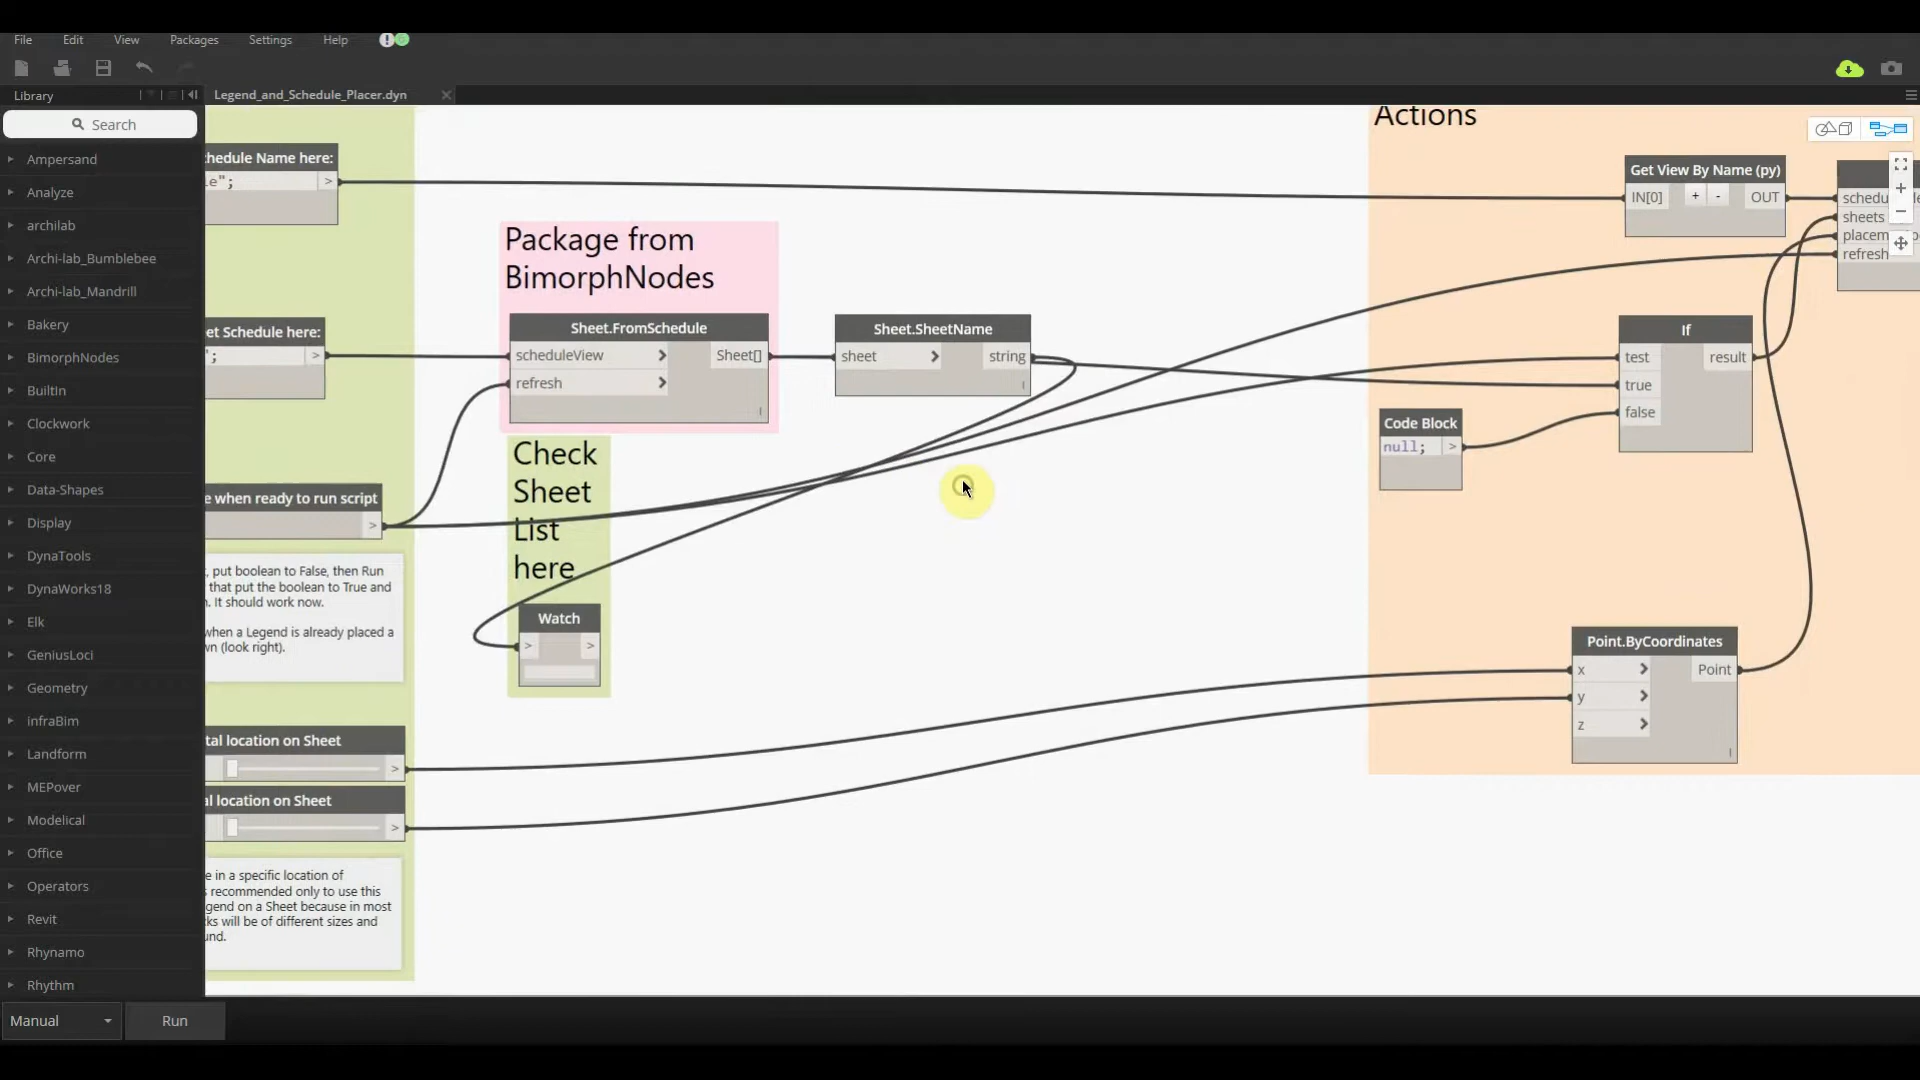 File Edit View Packages Settings Help
Library
Legend_and_Schedule_Placer.dyn
Search
Ampersand
Analyze
archilab
Archi-lab_Bumblebee
Archi-lab_Mandrill
Bakery
BimorphNodes
BuiltIn
Clockwork
Core
Data-Shapes
Display
DynaTools
DynaWorks18
Elk
GeniusLoci
Geometry
infraBim
Landform
MEPover
Modelical
Office
Operators
Revit
Rhynamo
Rhythm
Manual
Run
chedule Name here:
le";
>
et Schedule here:
";
>
e when ready to run script
>
, put boolean to False, then Run
that put the boolean to True and
n. It should work now.
when a Legend is already placed a
wn (look right).
tal location on Sheet
>
al location on Sheet
>
e in a specific location of
s recommended only to use this
gend on a Sheet because in most
ks will be of different sizes and
und.
Package from
BimorphNodes
Sheet.FromSchedule
scheduleView > Sheet[]
refresh >
Sheet.SheetName
sheet > string
Check
Sheet
List
here
Watch
> >
Actions
Get View By Name (py)
IN[0] + - OUT
schedu
sheets
placem
refresh
If
test result
true
false
Code Block
null; >
Point.ByCoordinates
x > Point
y >
z >